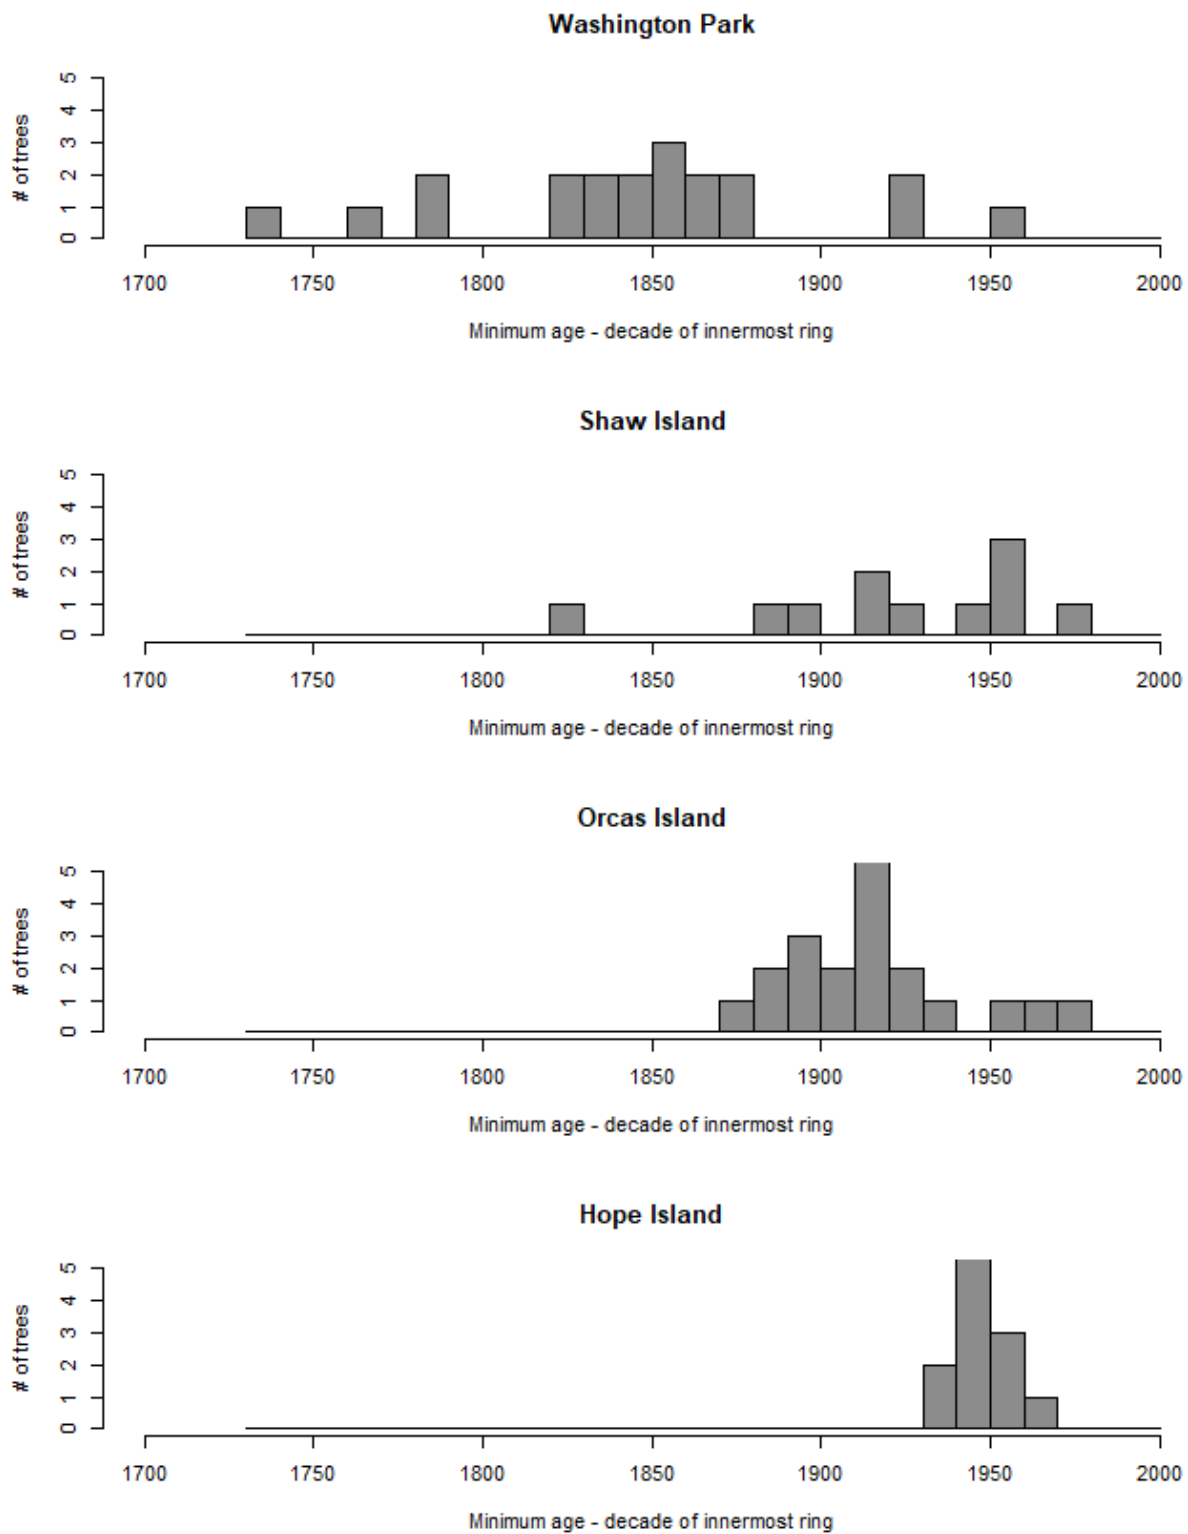 Washington Park
# of trees
5
4
3
2
1
0
1700 1750 1800 1850 1900 1950 2000
Minimum age - decade of innermost ring
Shaw Island
# of trees
5
4
3
2
1
0
1700 1750 1800 1850 1900 1950 2000
Minimum age - decade of innermost ring
Orcas Island
# of trees
5
4
3
2
1
0
1700 1750 1800 1850 1900 1950 2000
Minimum age - decade of innermost ring
Hope Island
# of trees
5
4
3
2
1
0
1700 1750 1800 1850 1900 1950 2000
Minimum age - decade of innermost ring